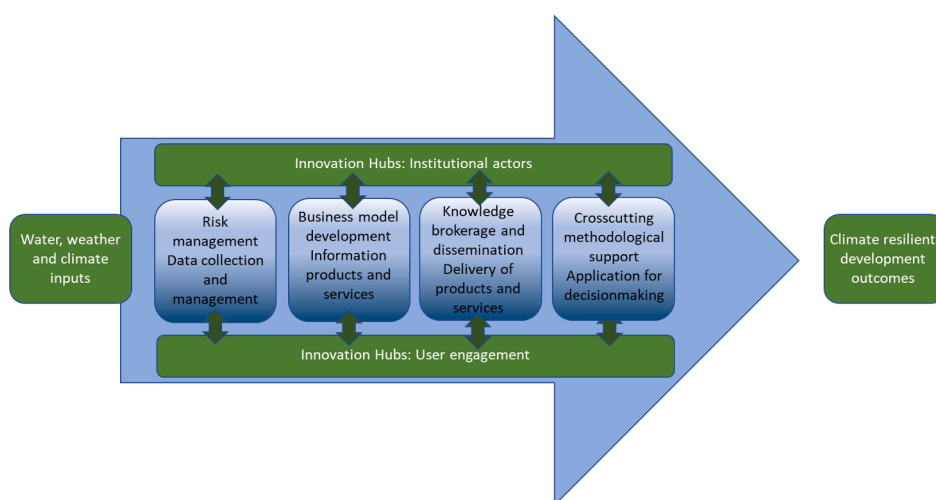 Innovation Hubs: Institutional actors
Water, weather
and climate
inputs
Risk
management
Data collection
and
management
Business model
development
Information
products and
services
Knowledge
brokerage and
dissemination
Delivery of
products and
services
Crosscutting
methodological
support
Application for
decisionmaking
Climate resilient
development
outcomes
Innovation Hubs: User engagement